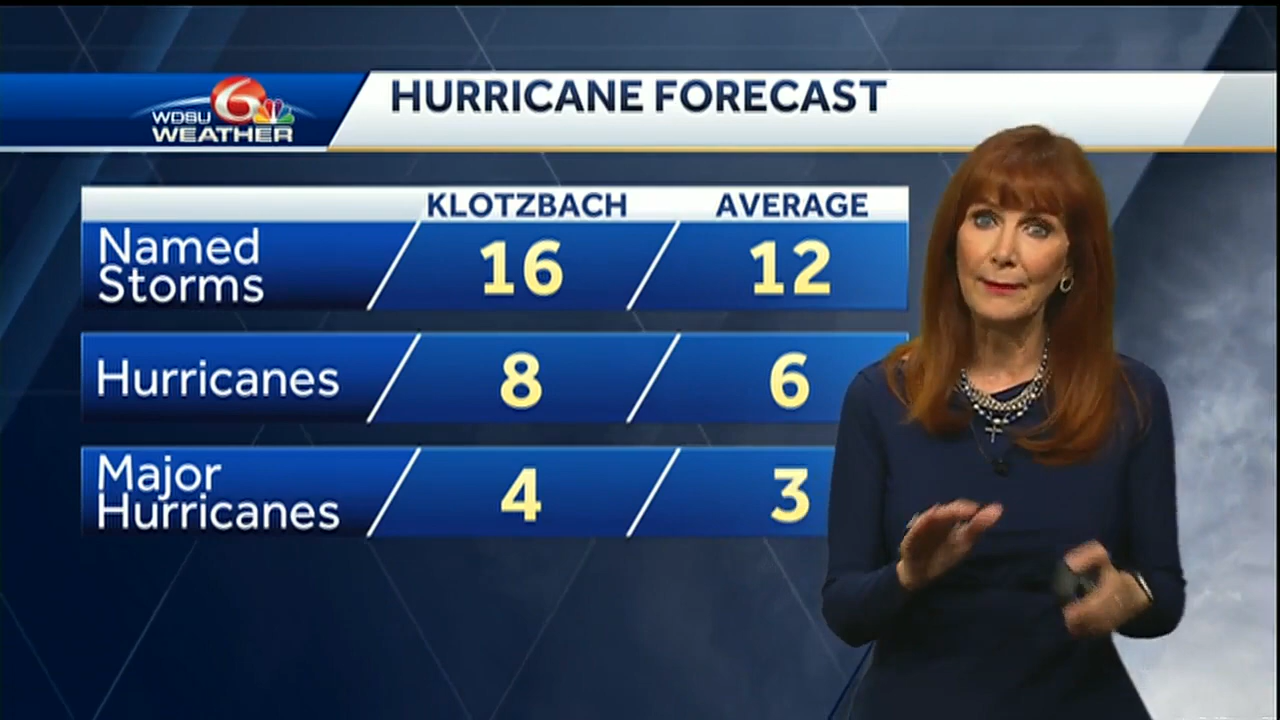 WDSU 6
WEATHER
HURRICANE FORECAST
KLOTZBACH AVERAGE
Named
Storms 16 12
Hurricanes 8 6
Major
Hurricanes 4 3